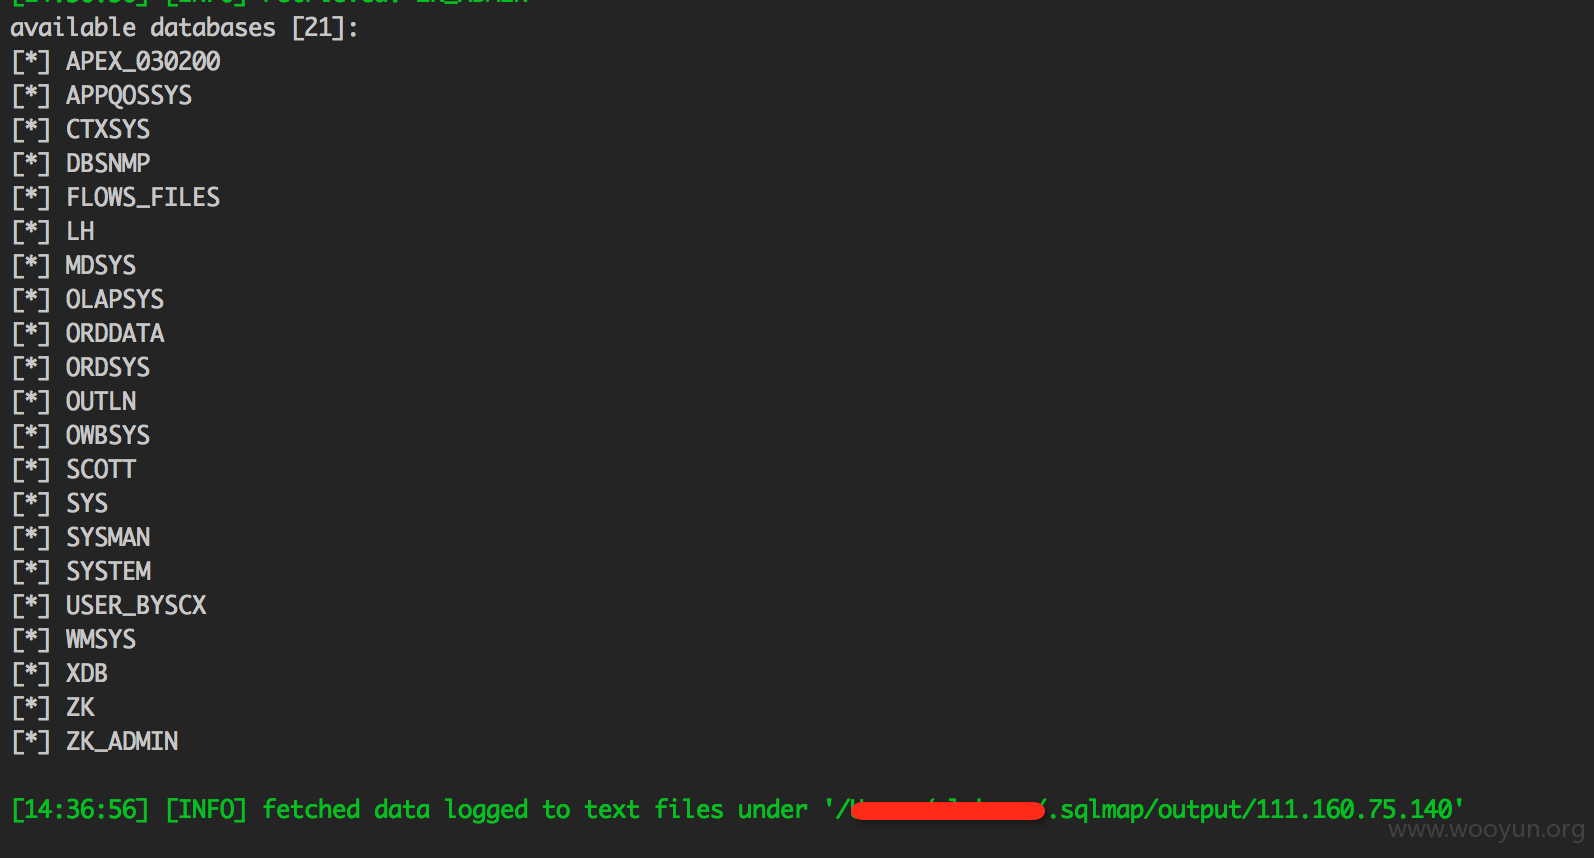 available databases [21]:
[*] APEX_030200
[*] APPQOSSYS
[*] CTXSYS
[*] DBSNMP
[*] FLOWS_FILES
[*] LH
[*] MDSYS
[*] OLAPSYS
[*] ORDDATA
[*] ORDSYS
[*] OUTLN
[*] OWBSYS
[*] SCOTT
[*] SYS
[*] SYSMAN
[*] SYSTEM
[*] USER_BYSCX
[*] WMSYS
[*] XDB
[*] ZK
[*] ZK_ADMIN
[14:36:56] [INFO] fetched data logged to text files under '/ /.sqlmap/output/111.160.75.140'
www.wooyun.org